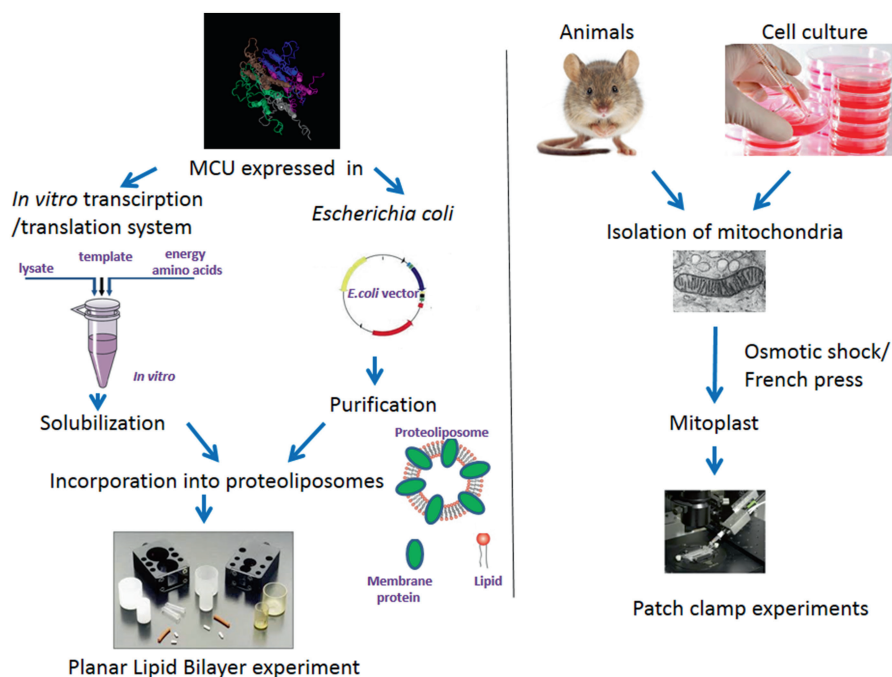 MCU expressed in
In vitro transcirption
/translation system
Escherichia coli
lysate
template
energy
amino acids
E.coli vector
In vitro
Solubilization
Purification
Incorporation into proteoliposomes
Proteoliposome
Membrane
protein
Lipid
Planar Lipid Bilayer experiment
Animals
Cell culture
Isolation of mitochondria
Osmotic shock/
French press
Mitoplast
Patch clamp experiments